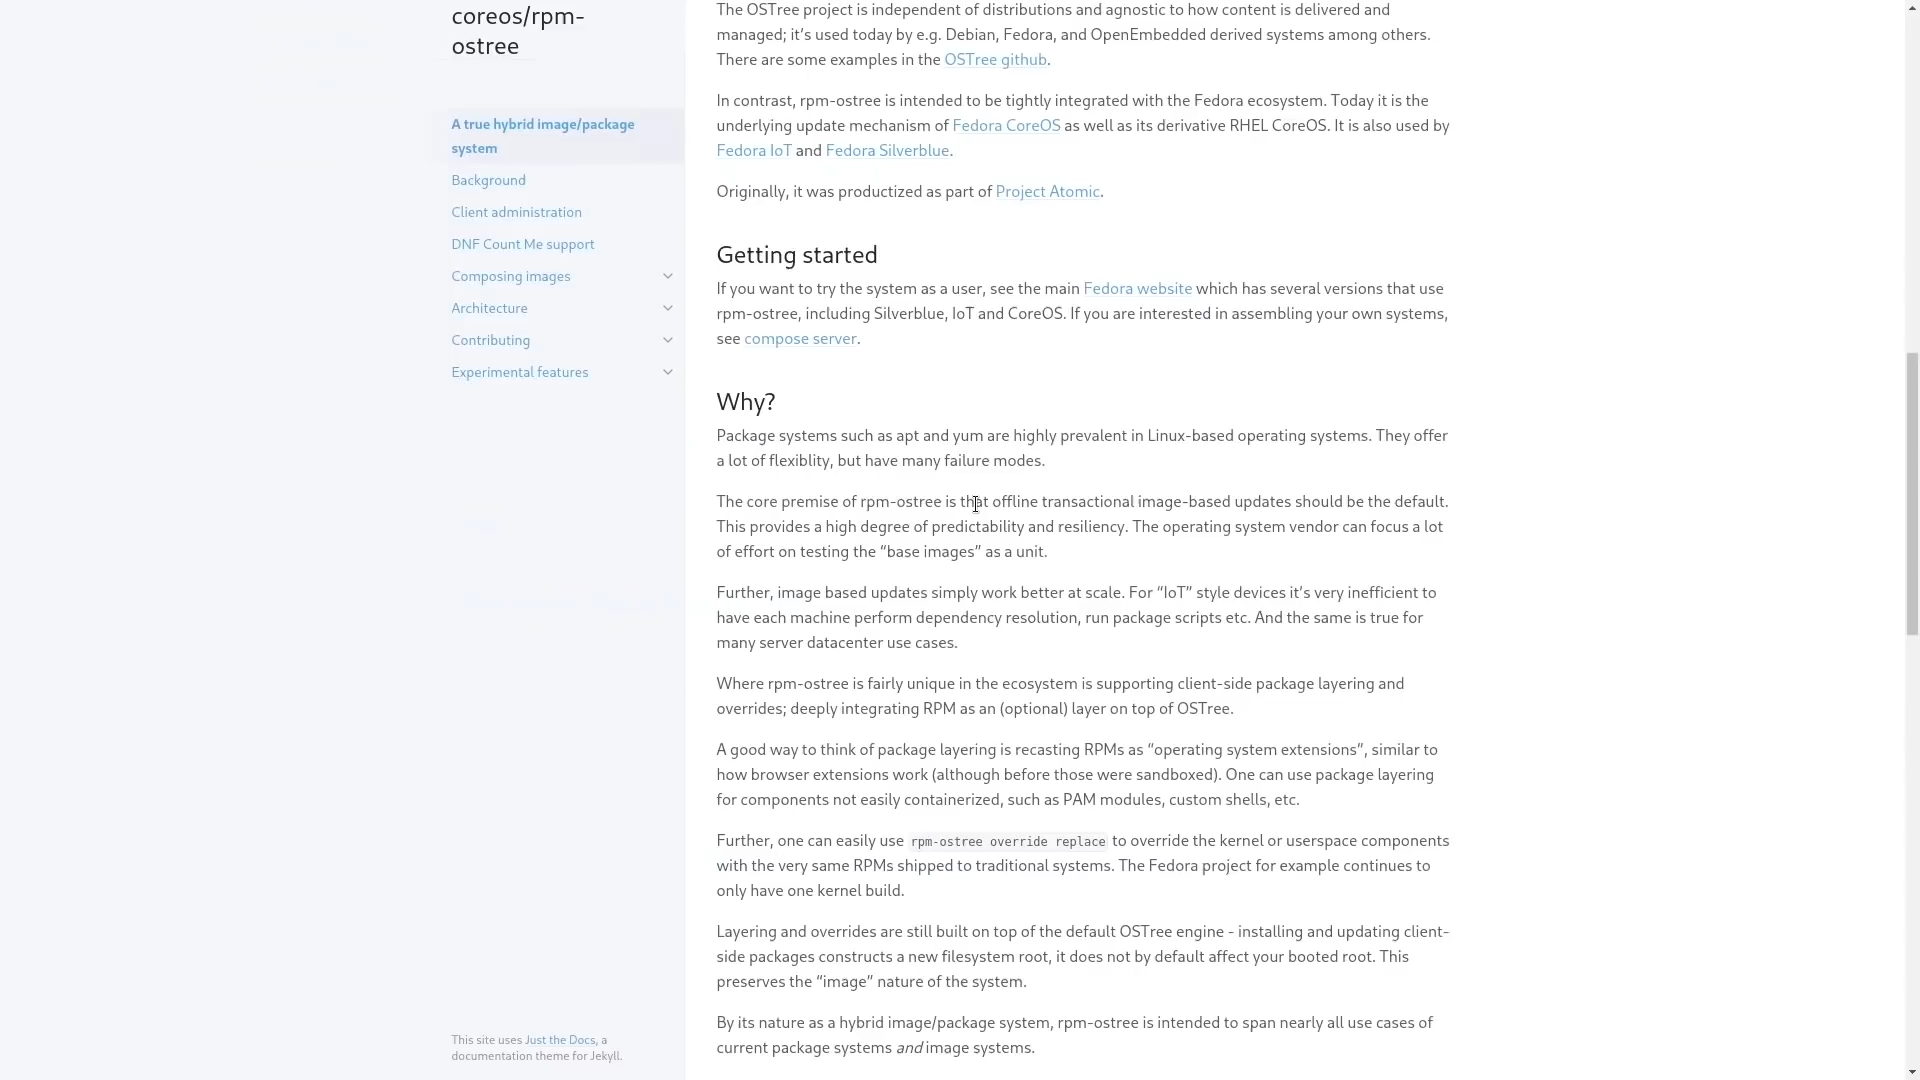 coreos/rpm-
ostree
A true hybrid image/package
system
Background
Client administration
DNF Count Me support
Composing images
Architecture
Contributing
Experimental features
This site uses Just the Docs, a
documentation theme for Jekyll.
The OSTree project is independent of distributions and agnostic to how content is delivered and
managed; it’s used today by e.g. Debian, Fedora, and OpenEmbedded derived systems among others.
There are some examples in the OSTree github.
In contrast, rpm-ostree is intended to be tightly integrated with the Fedora ecosystem. Today it is the
underlying update mechanism of Fedora CoreOS as well as its derivative RHEL CoreOS. It is also used by
Fedora IoT and Fedora Silverblue.
Originally, it was productized as part of Project Atomic.
Getting started
If you want to try the system as a user, see the main Fedora website which has several versions that use
rpm-ostree, including Silverblue, IoT and CoreOS. If you are interested in assembling your own systems,
see compose server.
Why?
Package systems such as apt and yum are highly prevalent in Linux-based operating systems. They offer
a lot of flexiblity, but have many failure modes.
The core premise of rpm-ostree is that offline transactional image-based updates should be the default.
This provides a high degree of predictability and resiliency. The operating system vendor can focus a lot
of effort on testing the “base images” as a unit.
Further, image based updates simply work better at scale. For “IoT” style devices it’s very inefficient to
have each machine perform dependency resolution, run package scripts etc. And the same is true for
many server datacenter use cases.
Where rpm-ostree is fairly unique in the ecosystem is supporting client-side package layering and
overrides; deeply integrating RPM as an (optional) layer on top of OSTree.
A good way to think of package layering is recasting RPMs as “operating system extensions”, similar to
how browser extensions work (although before those were sandboxed). One can use package layering
for components not easily containerized, such as PAM modules, custom shells, etc.
Further, one can easily use rpm-ostree override replace to override the kernel or userspace components
with the very same RPMs shipped to traditional systems. The Fedora project for example continues to
only have one kernel build.
Layering and overrides are still built on top of the default OSTree engine - installing and updating client-
side packages constructs a new filesystem root, it does not by default affect your booted root. This
preserves the “image” nature of the system.
By its nature as a hybrid image/package system, rpm-ostree is intended to span nearly all use cases of
current package systems and image systems.